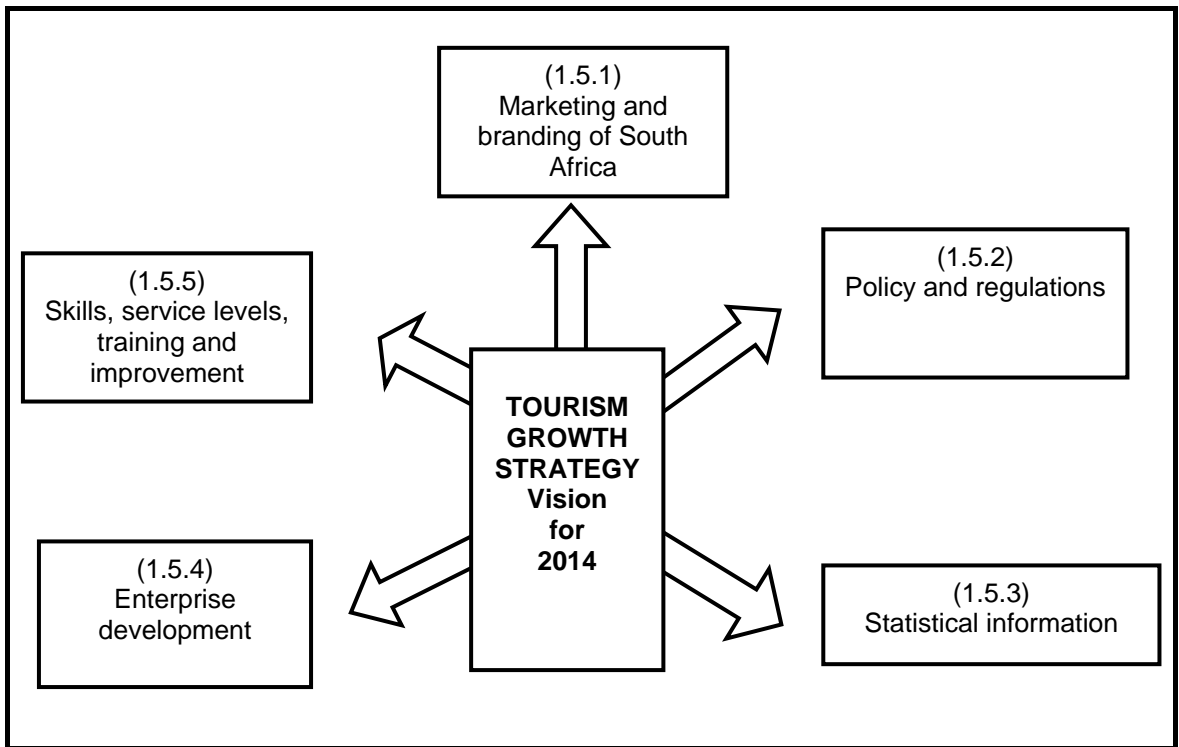 (1.5.1)
Marketing and
branding of South
Africa
(1.5.5)
Skills, service levels,
training and
improvement
(1.5.2)
Policy and regulations
TOURISM
GROWTH
STRATEGY
Vision
for
2014
(1.5.4)
Enterprise
development
(1.5.3)
Statistical information